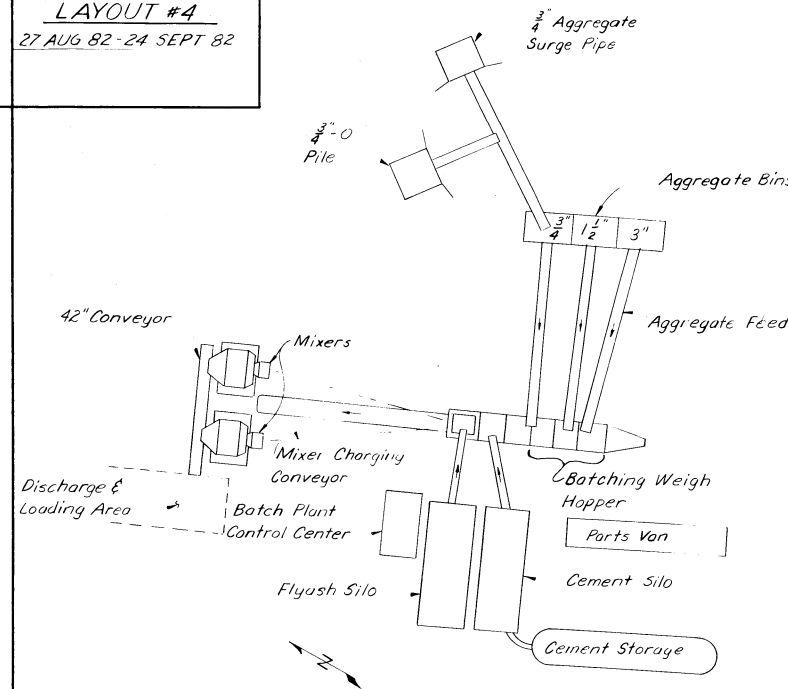 LAYOUT #4
27 AUG 82-24 SEPT 82
3/4" Aggregate
Surge Pipe
3/4"-O
Pile
Aggregate Bins
3/4"
1 1/2"
3"
42" Conveyor
Mixers
Aggregate Feed
Mixer Charging
Conveyor
Batching Weigh
Hopper
Discharge &
Loading Area
Batch Plant
Control Center
Parts Van
Flyash Silo
Cement Silo
Cement Storage
N